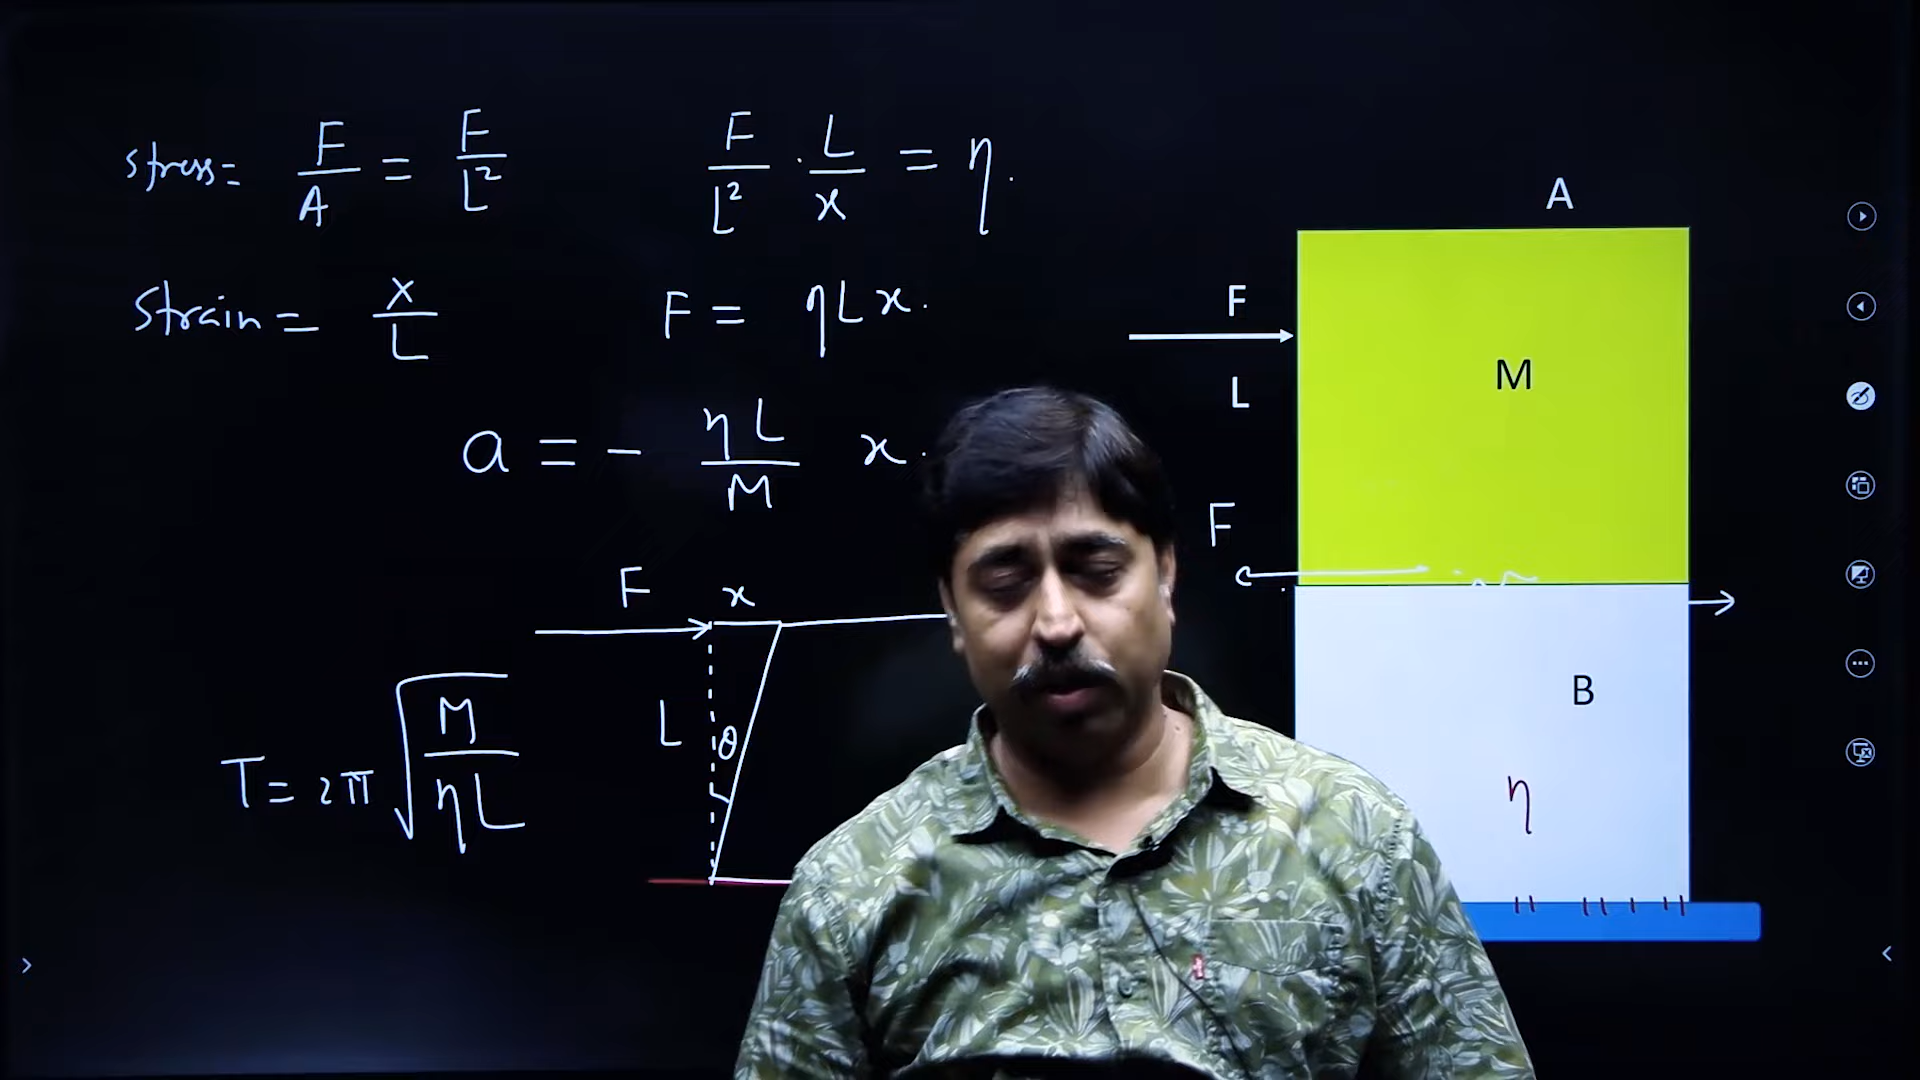 stress = F/A = F/L²
F/L² · L/x = η.
Strain = x/L
F = ηLx.
a = - ηL/M x.
F x
L θ
T = 2π √(M/ηL)
A
F
L
M
F
B
η